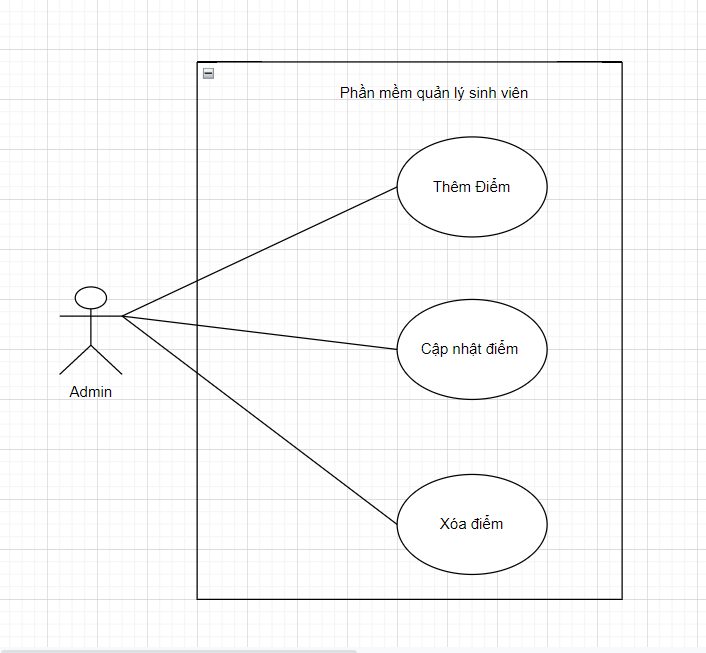 Phần mềm quản lý sinh viên
Thêm Điểm
Cập nhật điểm
Admin
Xóa điểm